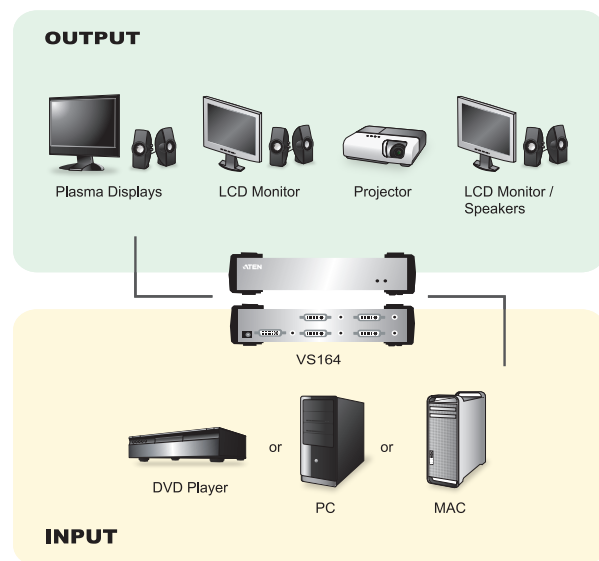 OUTPUT
Plasma Displays
LCD Monitor
Projector
LCD Monitor /
Speakers
ATEN
VS164
or
or
DVD Player
PC
MAC
INPUT